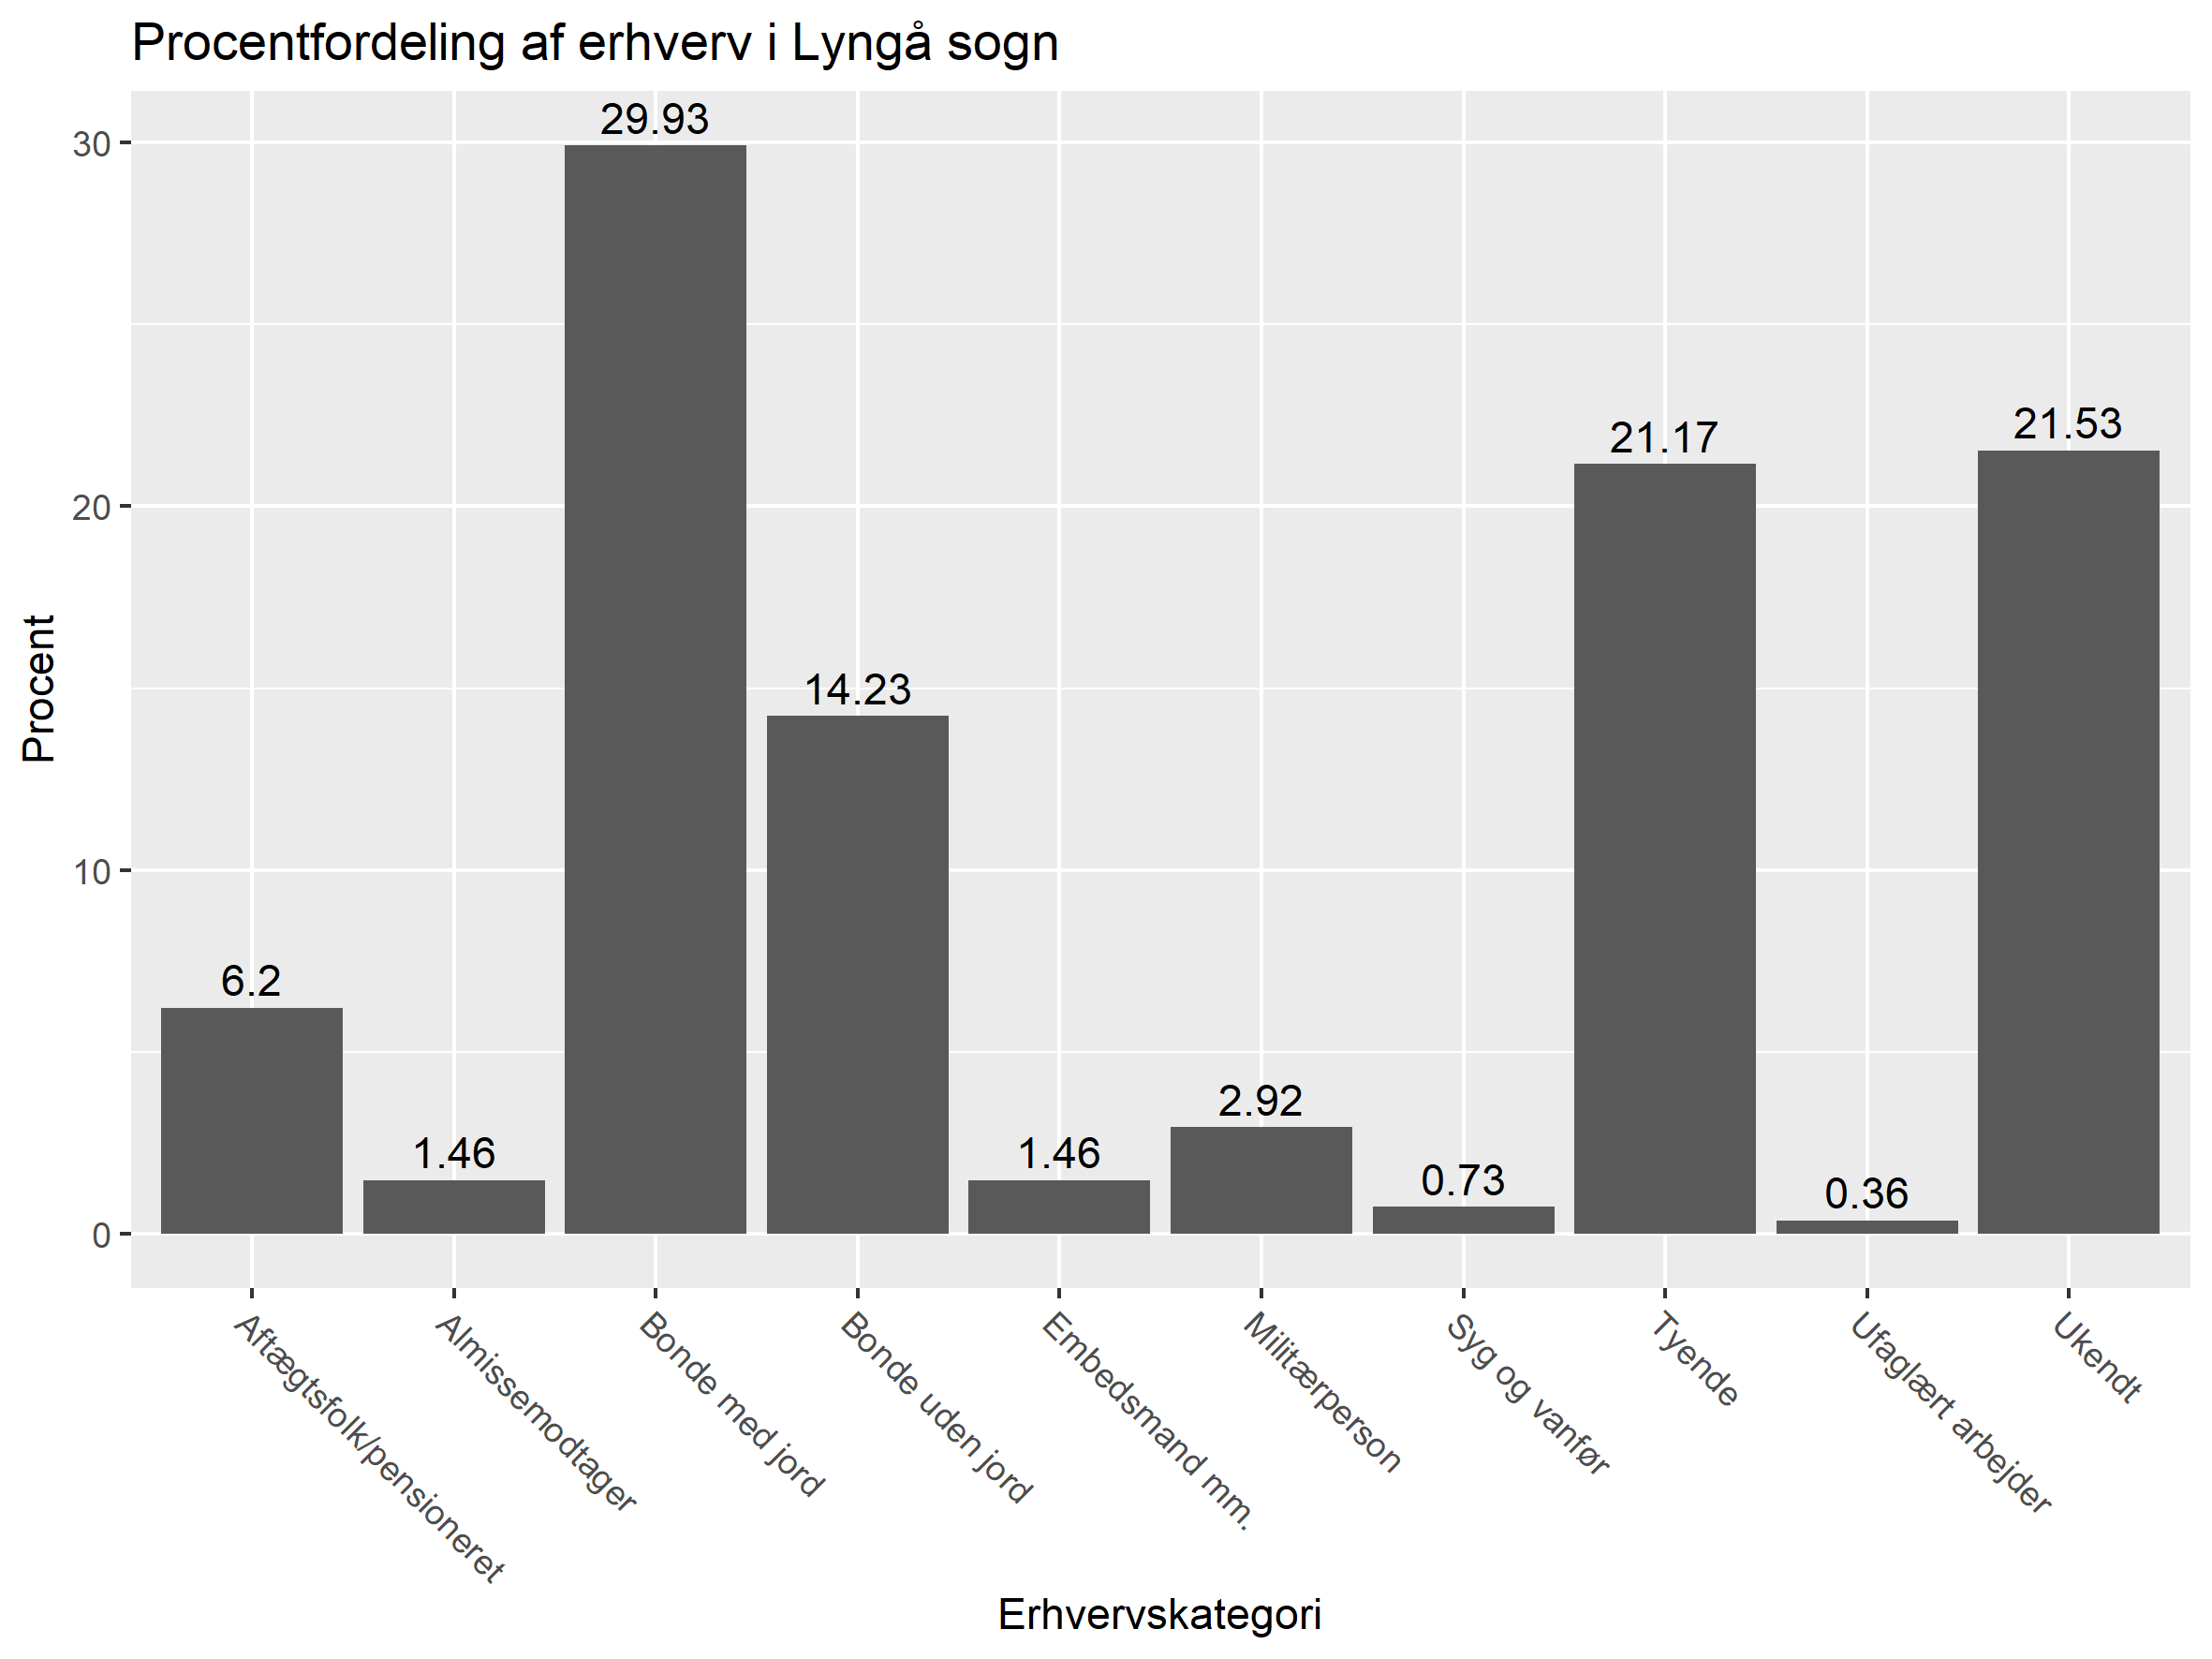 Procentfordeling af erhverv i Lyngå sogn
Procent
30
20
10
0
6.2
1.46
29.93
14.23
1.46
2.92
0.73
21.17
0.36
21.53
Aftægtsfolk/pensioneret
Almissemodtager
Bonde med jord
Bonde uden jord
Embedsmand mm.
Militærperson
Syg og vanfør
Tyende
Ufaglært arbejder
Ukendt
Erhvervskategori